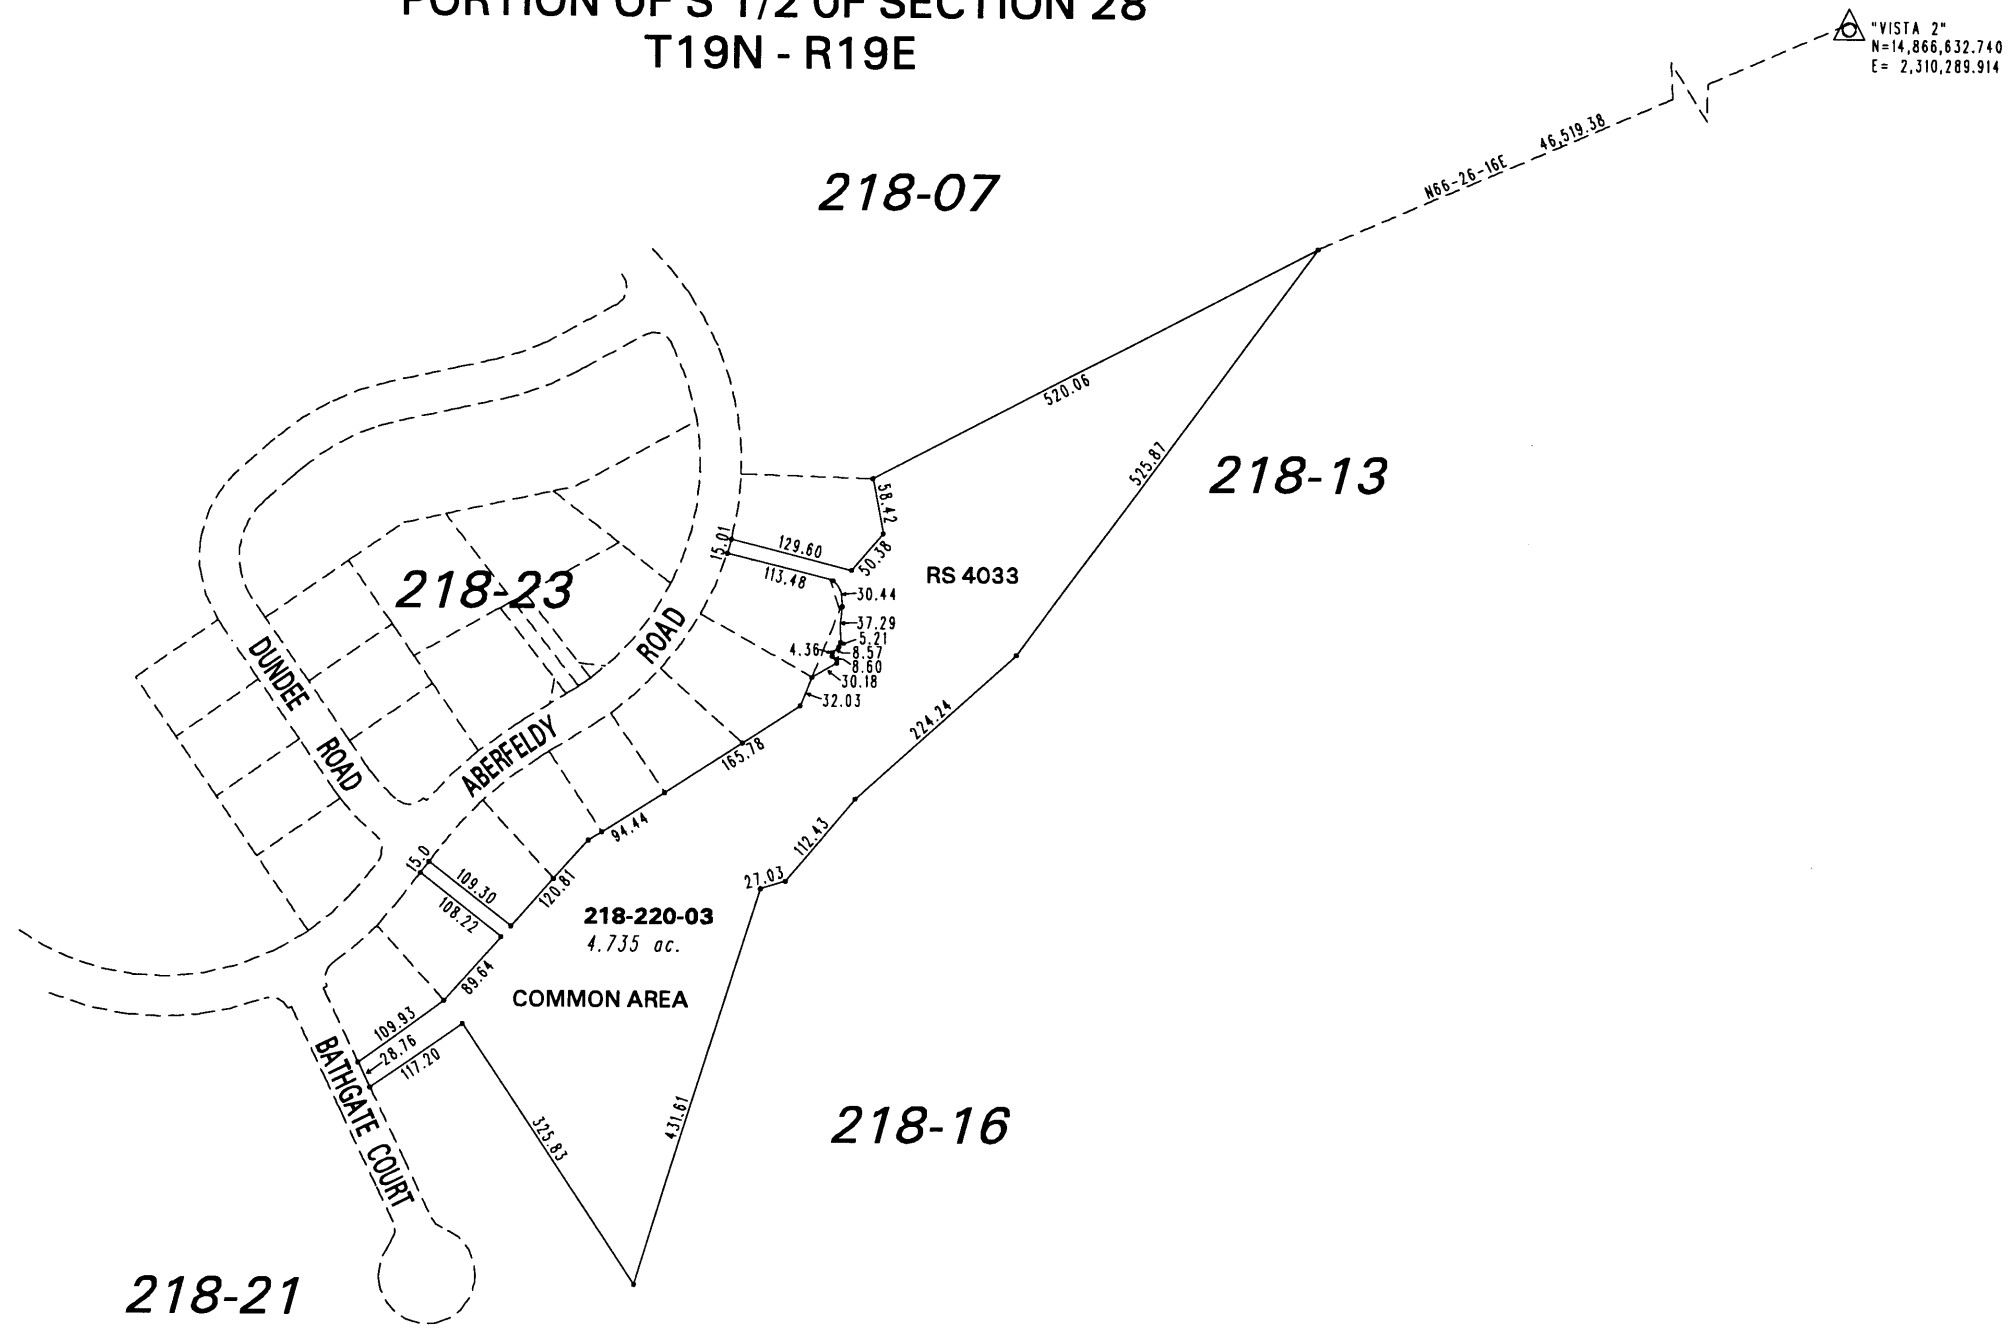 PORTION OF S 1/2 OF SECTION 28
T19N - R19E
"VISTA 2"
N=14,866,632.740
E= 2,310,289.914
46,519.38
N66-26-16E
218-07
520.06
525.87
218-13
58.42
15.01
129.60
50.38
113.48
RS 4033
218-23
30.44
37.29
5.21
4.36
8.57
8.60
30.18
32.03
ROAD
DUNDEE
ROAD
ABERFELDY
224.24
165.78
94.44
112.43
15.0
109.30
27.03
120.81
108.22
218-220-03
4.735 ac.
89.64
COMMON AREA
109.93
28.76
117.20
BATHGATE COURT
431.61
325.83
218-16
218-21